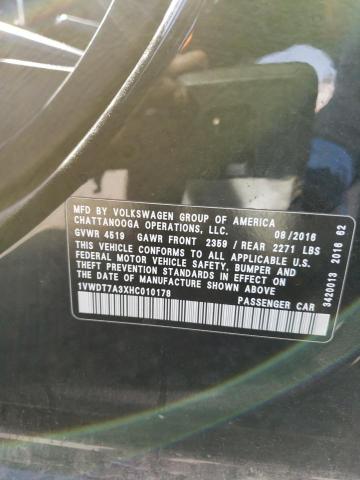 MFD BY VOLKSWAGEN GROUP OF AMERICA
CHATTANOOGA OPERATIONS, LLC. 08/2016
GVWR 4519 GAWR FRONT 2359 / REAR 2271 LBS
THIS VEHICLE CONFORMS TO ALL APPLICABLE U.S.
FEDERAL MOTOR VEHICLE SAFETY, BUMPER AND
THEFT PREVENTION STANDARDS IN EFFECT ON
THE DATE OF MANUFACTURE SHOWN ABOVE
1VWDT7A3XHC010178 PASSENGER CAR
3420013 2016 62